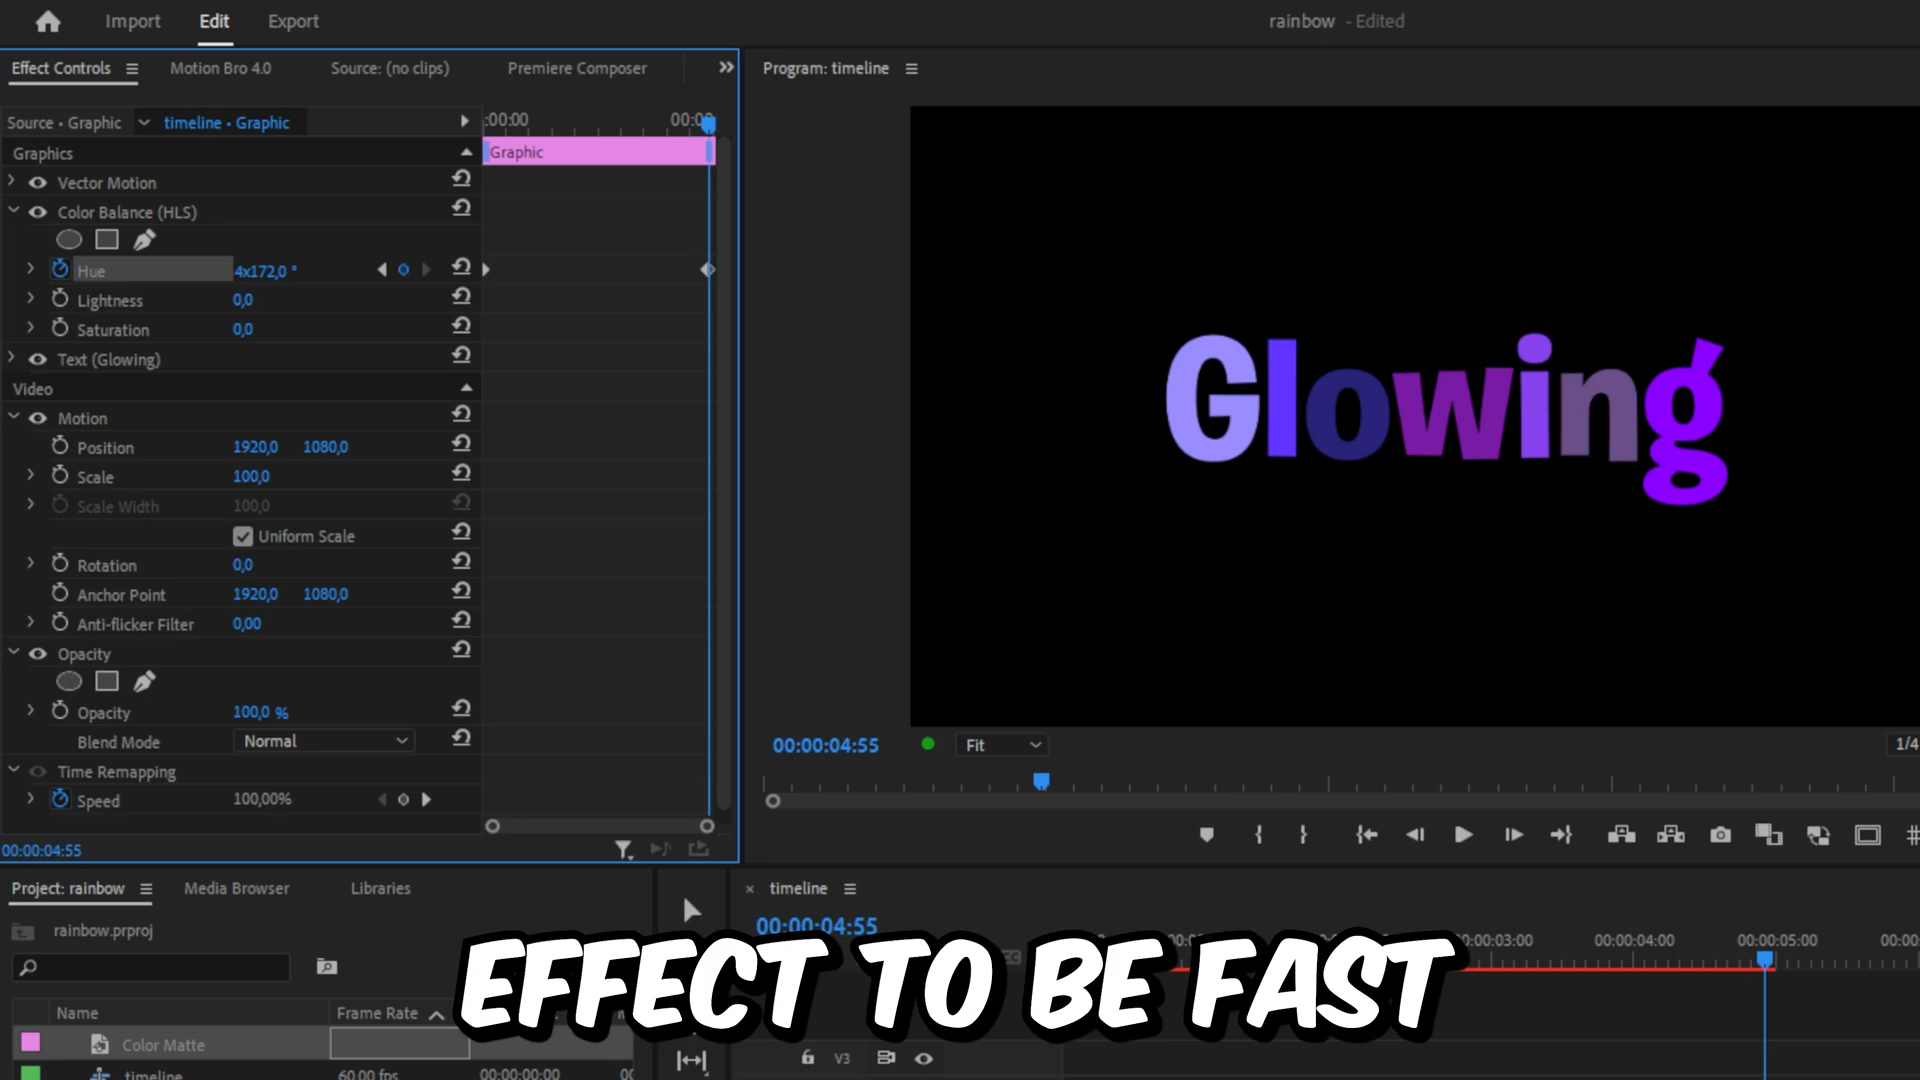 Import Edit Export rainbow - Edited
Effect Controls Motion Bro 4.0 Source: (no clips) Premiere Composer
Program: timeline
Source • Graphic timeline • Graphic :00:00
Graphics
Graphic
Vector Motion
Color Balance (HLS)
Hue 4x172,0 °
Lightness 0,0
Saturation 0,0
Text (Glowing)
Video
Motion
Position 1920,0 1080,0
Scale 100,0
Scale Width 100,0
Uniform Scale
Rotation 0,0
Anchor Point 1920,0 1080,0
Anti-flicker Filter 0,00
Opacity
Opacity 100,0 %
Blend Mode Normal
Time Remapping
Speed 100,00%
00:00:04:55
Glowing
00:00:04:55 Fit 1/4
Project: rainbow Media Browser Libraries
rainbow.prproj
Name Frame Rate
Color Matte
timeline 60.00 fps 00:00:00:00
timeline
00:00:04:55
00:00:04:00 00:00:05:00
V3
EFFECT TO BE FAST